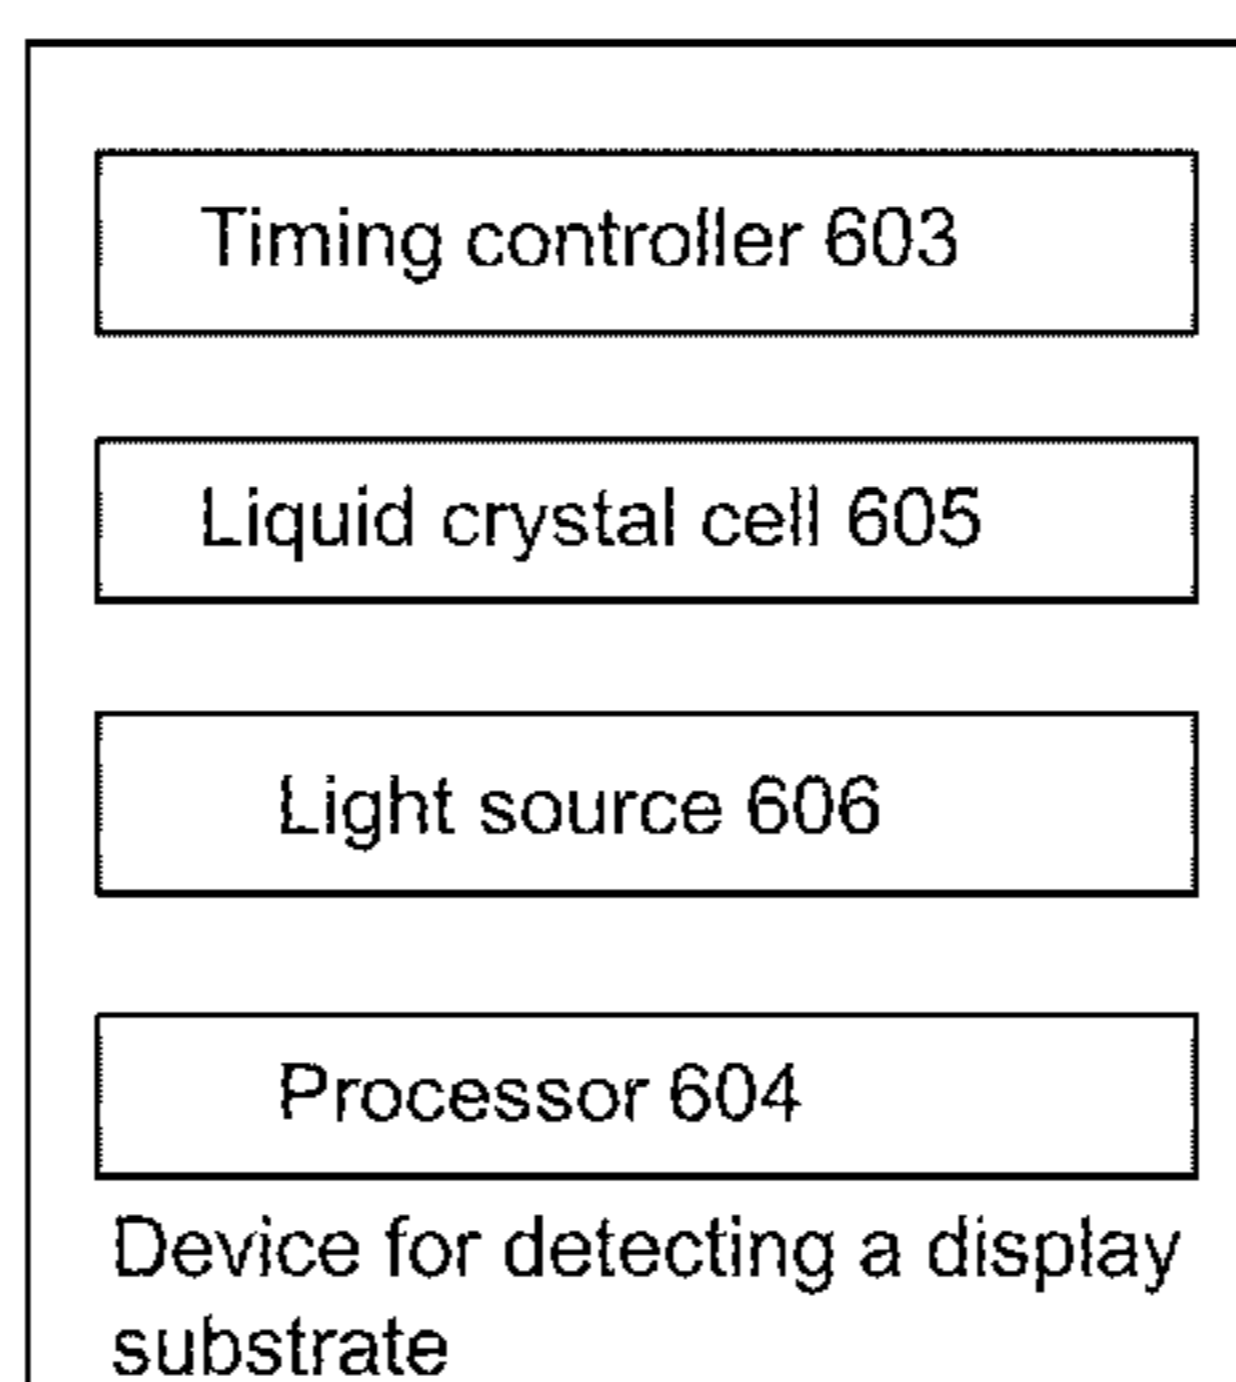 Timing controller 603
Liquid crystal cell 605
Light source 606
Processor 604
Device for detecting a display
substrate